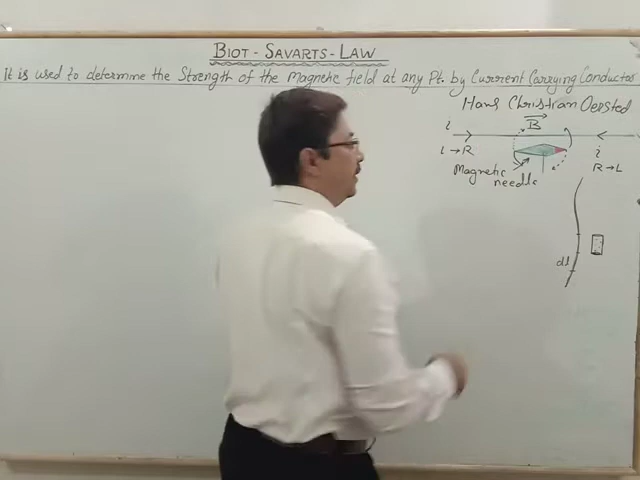 BIOT-SAVARTS-LAW
It is used to determine the Strength of the Magnetic field at any Pt. by Current Carrying Conductor
Hans Christian Oersted
B
i
L→R
i
R→L
Magnetic
needle
dl